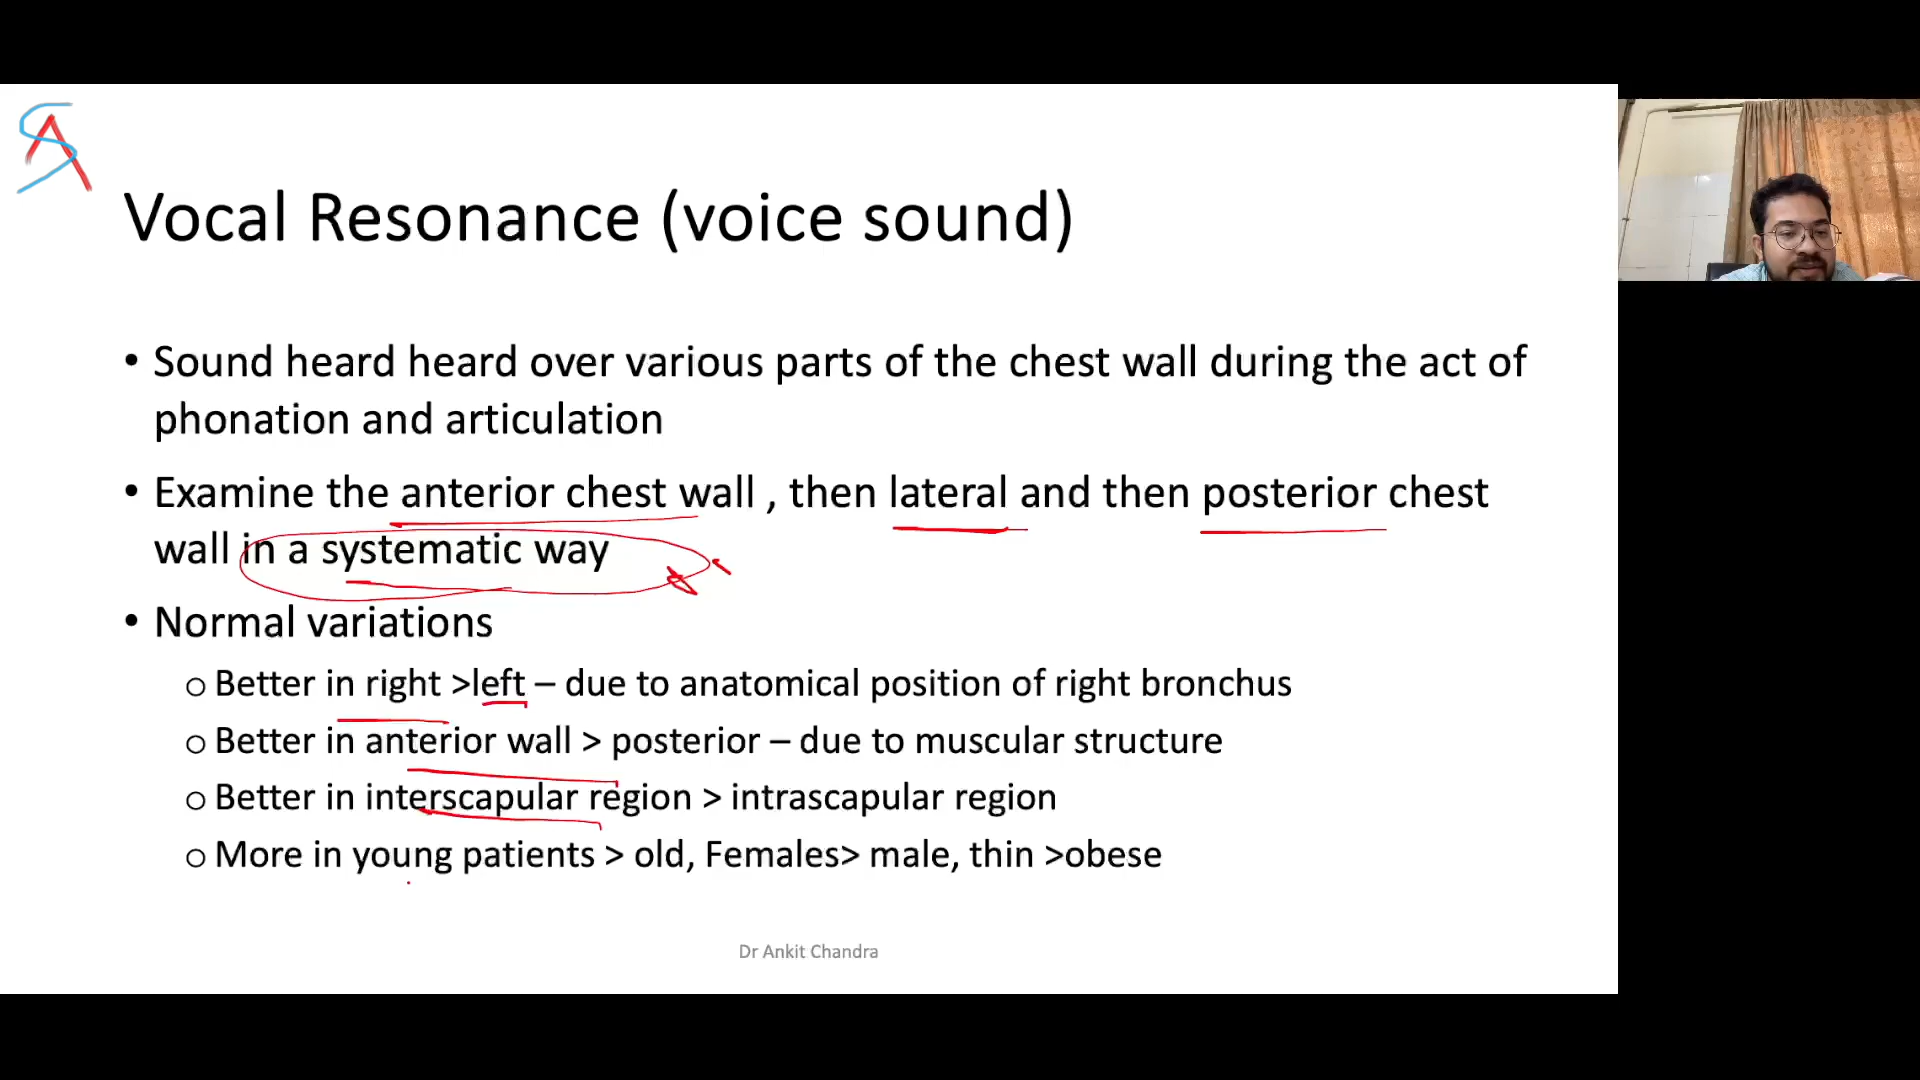 SA
Vocal Resonance (voice sound)
• Sound heard heard over various parts of the chest wall during the act of
phonation and articulation
• Examine the anterior chest wall , then lateral and then posterior chest
wall in a systematic way
• Normal variations
o Better in right >left – due to anatomical position of right bronchus
o Better in anterior wall > posterior – due to muscular structure
o Better in interscapular region > intrascapular region
o More in young patients > old, Females> male, thin >obese
Dr Ankit Chandra